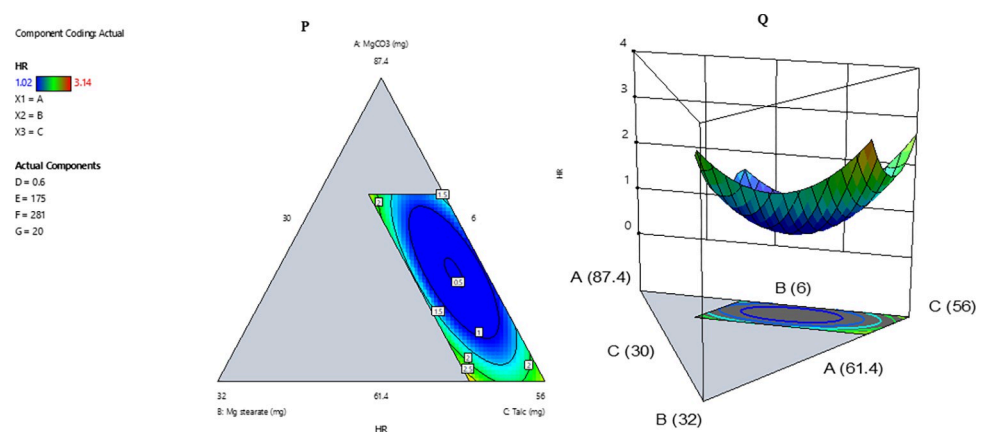 Component Coding: Actual
HR
1.02 3.14
X1 = A
X2 = B
X3 = C
Actual Components
D = 0.6
E = 175
F = 281
G = 20
P
A: MgCO3 (mg)
87.4
30
6
2
1.5
0.5
1.5
1
2
2.5
2
32
61.4
56
B: Mg stearate (mg)
C: Talc (mg)
HR
Q
4
3
2
1
0
HR
A (87.4)
B (6)
C (56)
C (30)
A (61.4)
B (32)